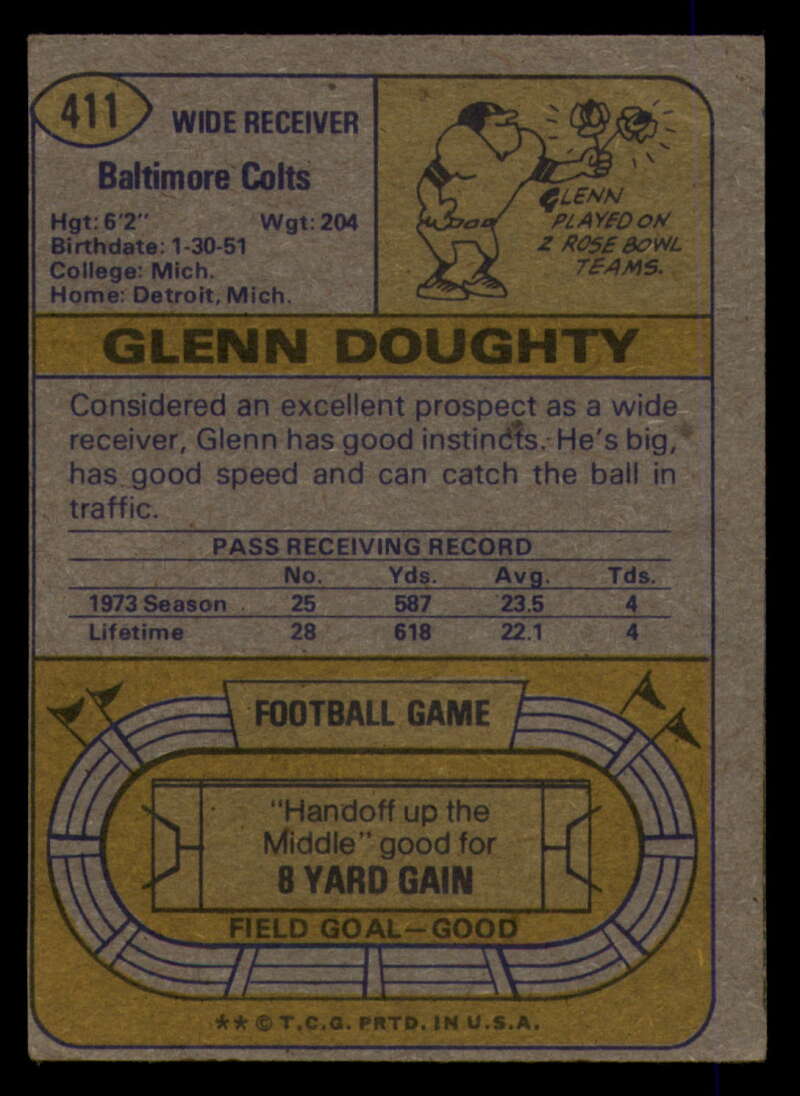 411
WIDE RECEIVER
Baltimore Colts
Hgt: 6'2" Wgt: 204
Birthdate: 1-30-51
College: Mich.
Home: Detroit, Mich.
GLENN
PLAYED ON
2 ROSE BOWL
TEAMS.
GLENN DOUGHTY
Considered an excellent prospect as a wide
receiver, Glenn has good instincts. He's big,
has good speed and can catch the ball in
traffic.
PASS RECEIVING RECORD
No. Yds. Avg. Tds.
1973 Season 25 587 23.5 4
Lifetime 28 618 22.1 4
FOOTBALL GAME
"Handoff up the
Middle" good for
8 YARD GAIN
FIELD GOAL—GOOD
** © T.C.G. PRTD. IN U.S.A.